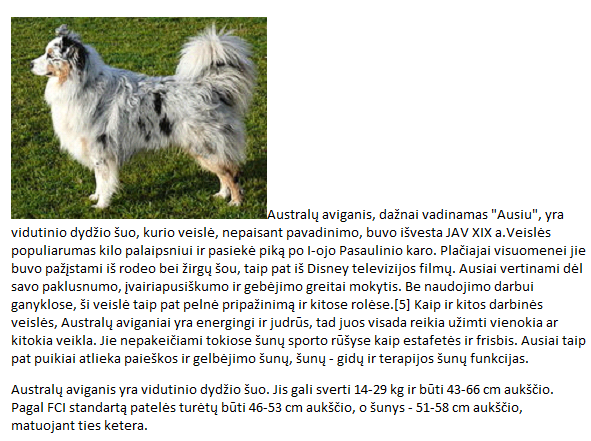 Australų aviganis, dažnai vadinamas "Ausiu", yra
vidutinio dydžio šuo, kurio veislė, nepaisant pavadinimo, buvo išvesta JAV XIX a.Veislės
populiarumas kilo palaipsniui ir pasiekė piką po I-ojo Pasaulinio karo. Plačiajai visuomenei jie
buvo pažįstami iš rodeo bei žirgų šou, taip pat iš Disney televizijos filmų. Ausiai vertinami dėl
savo paklusnumo, įvairiapusiškumo ir gebėjimo greitai mokytis. Be naudojimo darbui
ganyklose, ši veislė taip pat pelnė pripažinimą ir kitose rolėse.[5] Kaip ir kitos darbinės
veislės, Australų aviganiai yra energingi ir judrūs, tad juos visada reikia užimti vienokia ar
kitokia veikla. Jie nepakeičiami tokiose šunų sporto rūšyse kaip estafetės ir frisbis. Ausiai taip
pat puikiai atlieka paieškos ir gelbėjimo šunų, šunų - gidų ir terapijos šunų funkcijas.
Australų aviganis yra vidutinio dydžio šuo. Jis gali sverti 14-29 kg ir būti 43-66 cm aukščio.
Pagal FCI standartą patelės turėtų būti 46-53 cm aukščio, o šunys - 51-58 cm aukščio,
matuojant ties ketera.